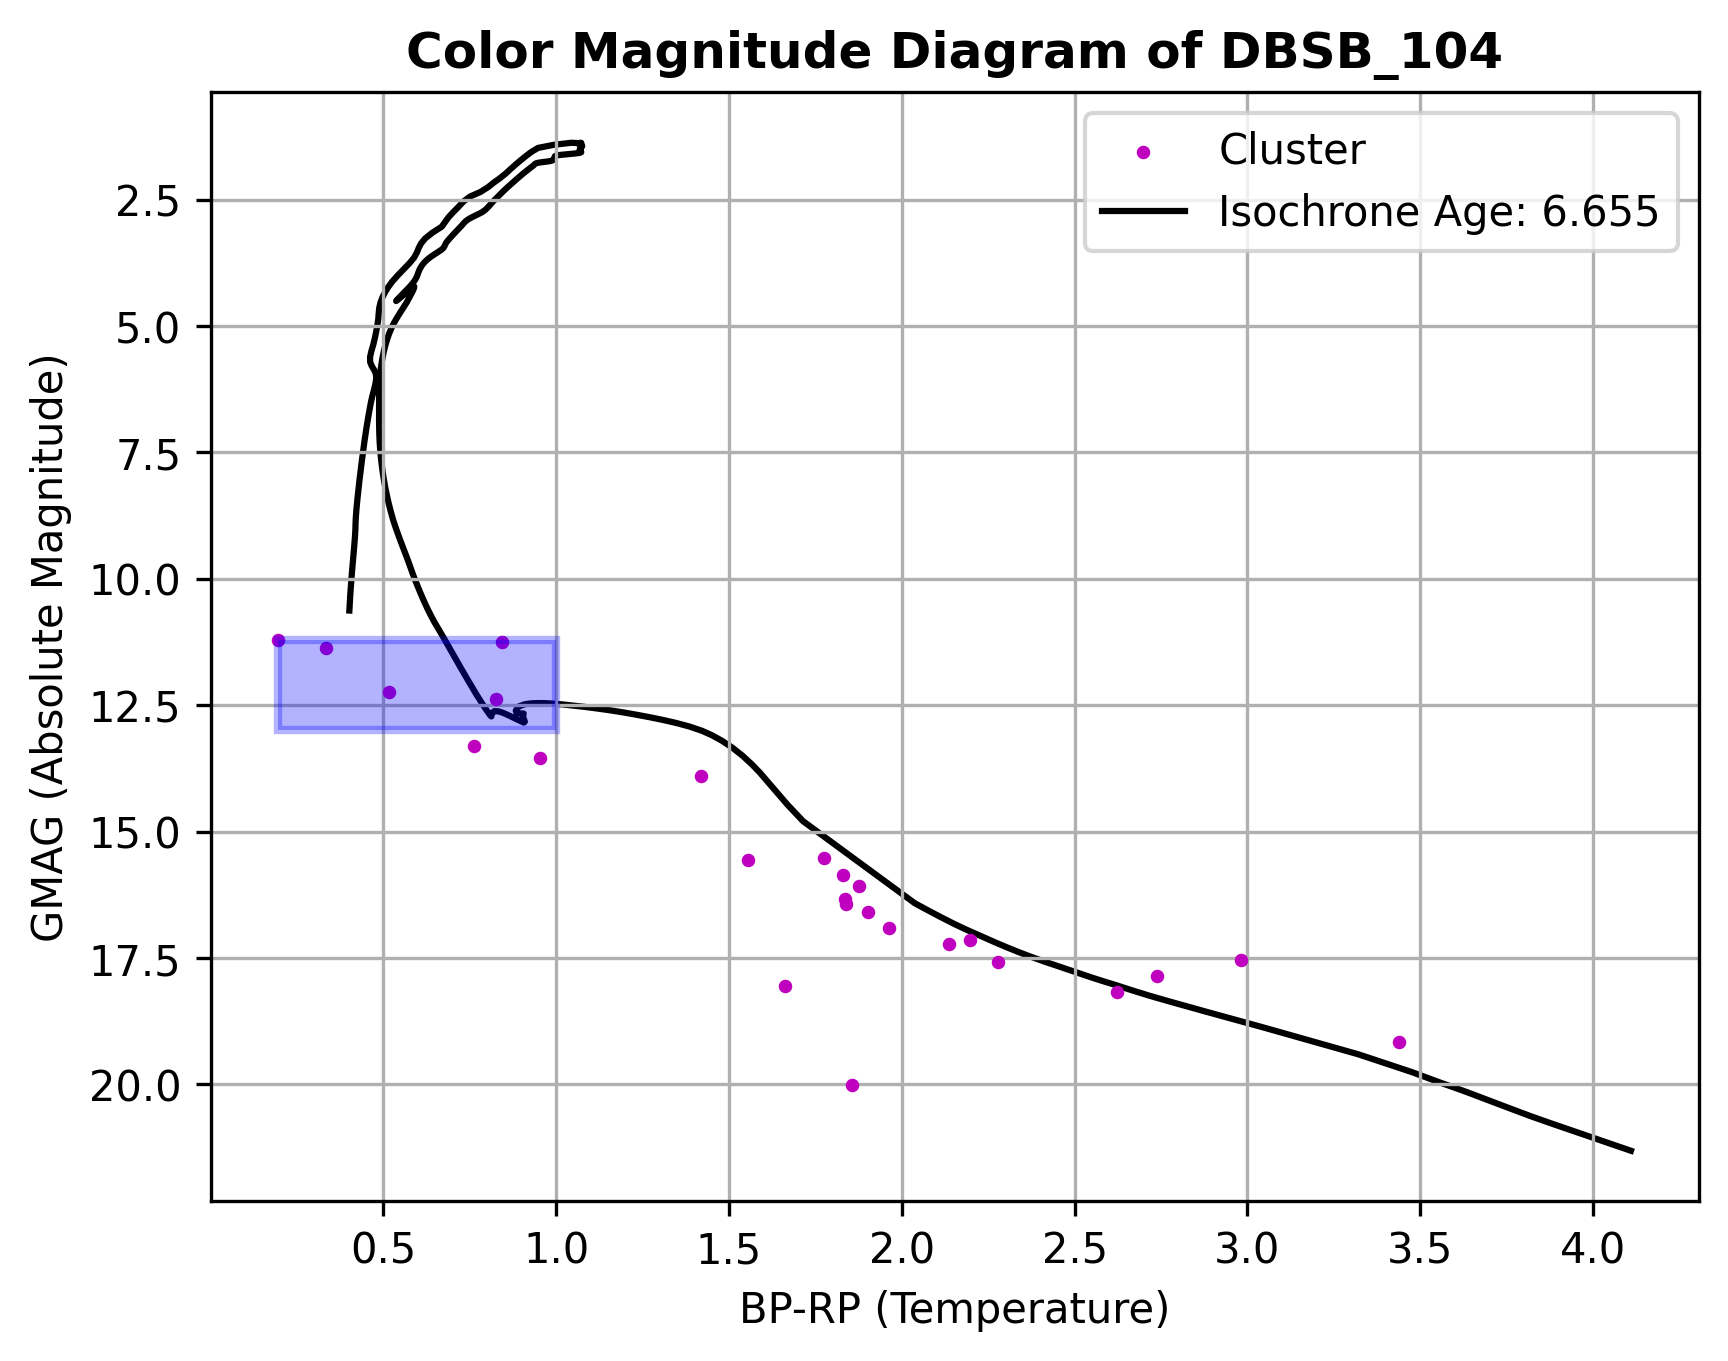 Color Magnitude Diagram of DBSB_104
Cluster
Isochrone Age: 6.655
GMAG (Absolute Magnitude)
2.5
5.0
7.5
10.0
12.5
15.0
17.5
20.0
0.5 1.0 1.5 2.0 2.5 3.0 3.5 4.0
BP-RP (Temperature)